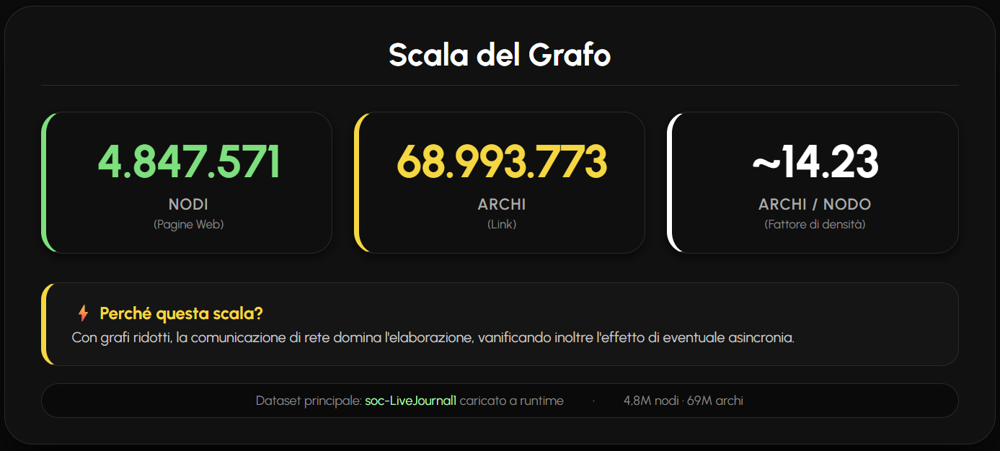 Scala del Grafo
4.847.571
NODI
(Pagine Web)
68.993.773
ARCHI
(Link)
~14.23
ARCHI / NODO
(Fattore di densità)
Perché questa scala?
Con grafi ridotti, la comunicazione di rete domina l'elaborazione, vanificando inoltre l'effetto di eventuale asincronia.
Dataset principale: soc-LiveJournal1 caricato a runtime · 4,8M nodi · 69M archi